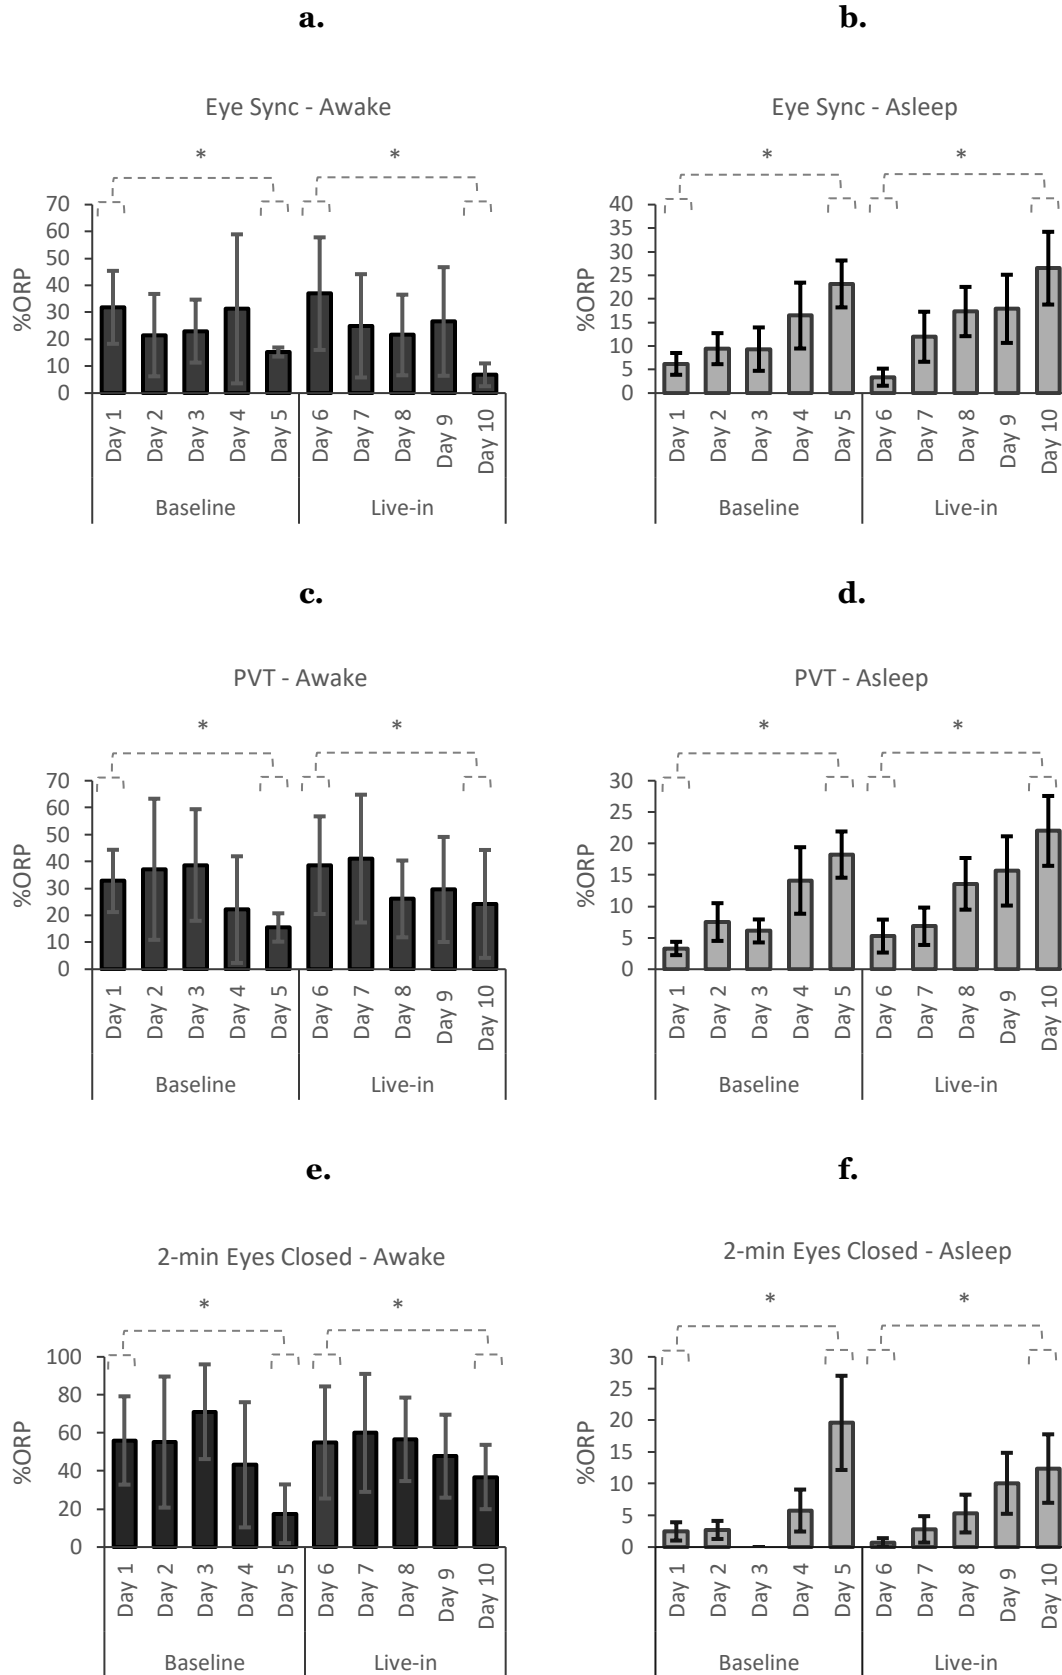 a.
Eye Sync - Awake
*
*
%ORP
70
60
50
40
30
20
10
0
Day 1
Day 2
Day 3
Day 4
Day 5
Day 6
Day 7
Day 8
Day 9
Day 10
Baseline
Live-in
b.
Eye Sync - Asleep
*
*
%ORP
40
35
30
25
20
15
10
5
0
Day 1
Day 2
Day 3
Day 4
Day 5
Day 6
Day 7
Day 8
Day 9
Day 10
Baseline
Live-in
c.
PVT - Awake
*
*
%ORP
70
60
50
40
30
20
10
0
Day 1
Day 2
Day 3
Day 4
Day 5
Day 6
Day 7
Day 8
Day 9
Day 10
Baseline
Live-in
d.
PVT - Asleep
*
*
%ORP
30
25
20
15
10
5
0
Day 1
Day 2
Day 3
Day 4
Day 5
Day 6
Day 7
Day 8
Day 9
Day 10
Baseline
Live-in
e.
2-min Eyes Closed - Awake
*
*
%ORP
100
80
60
40
20
0
Day 1
Day 2
Day 3
Day 4
Day 5
Day 6
Day 7
Day 8
Day 9
Day 10
Baseline
Live-in
f.
2-min Eyes Closed - Asleep
*
*
%ORP
30
25
20
15
10
5
0
Day 1
Day 2
Day 3
Day 4
Day 5
Day 6
Day 7
Day 8
Day 9
Day 10
Baseline
Live-in